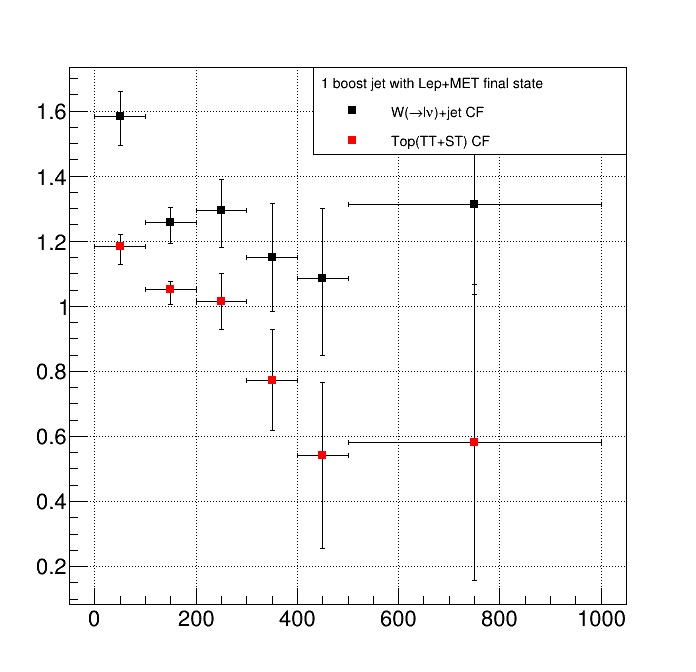 1 boost jet with Lep+MET final state
W(→lν)+jet CF
Top(TT+ST) CF
1.6
1.4
1.2
1
0.8
0.6
0.4
0.2
0 200 400 600 800 1000